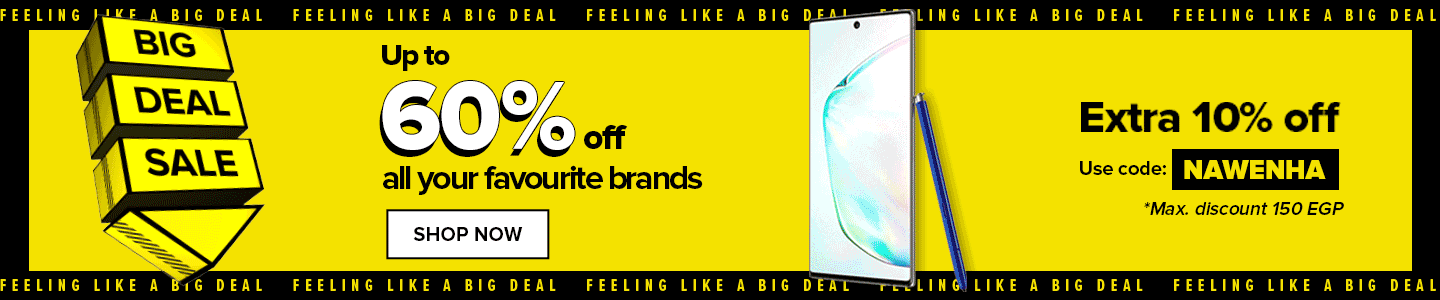 FEELING LIKE A BIG DEAL FEELING LIKE A BIG DEAL FEELING LIKE A BIG DEAL LING LIKE A BIG DEAL FEELING LIKE A BIG DEAL
BIG
DEAL
SALE
Up to
60% off
all your favourite brands
SHOP NOW
Extra 10% off
Use code: NAWENHA
*Max. discount 150 EGP
FEELING LIKE A BIG DEAL FEELING LIKE A BIG DEAL FEELING LIKE A BIG DEAL FEELING LIKE A BIG DEAL FEELING LIKE A BIG DEAL